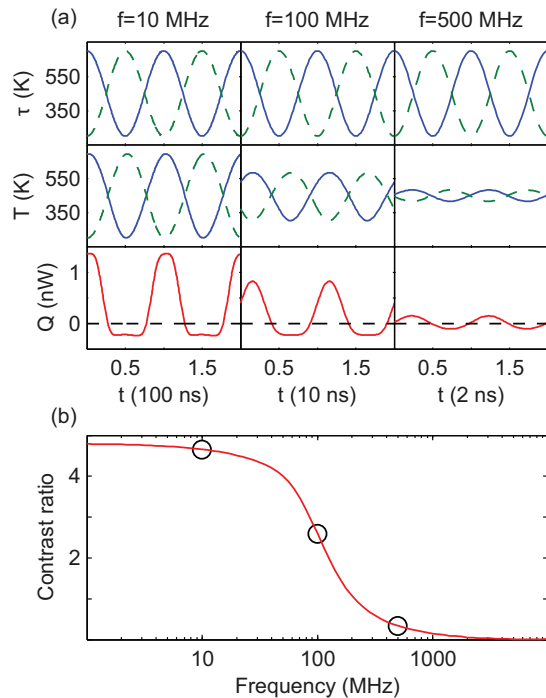 (a) f=10 MHz f=100 MHz f=500 MHz
τ (K)
550
350
T (K)
550
350
Q (nW)
1
0
0.5 1.5 0.5 1.5 0.5 1.5
t (100 ns) t (10 ns) t (2 ns)
(b)
Contrast ratio
4
2
10 100 1000
Frequency (MHz)